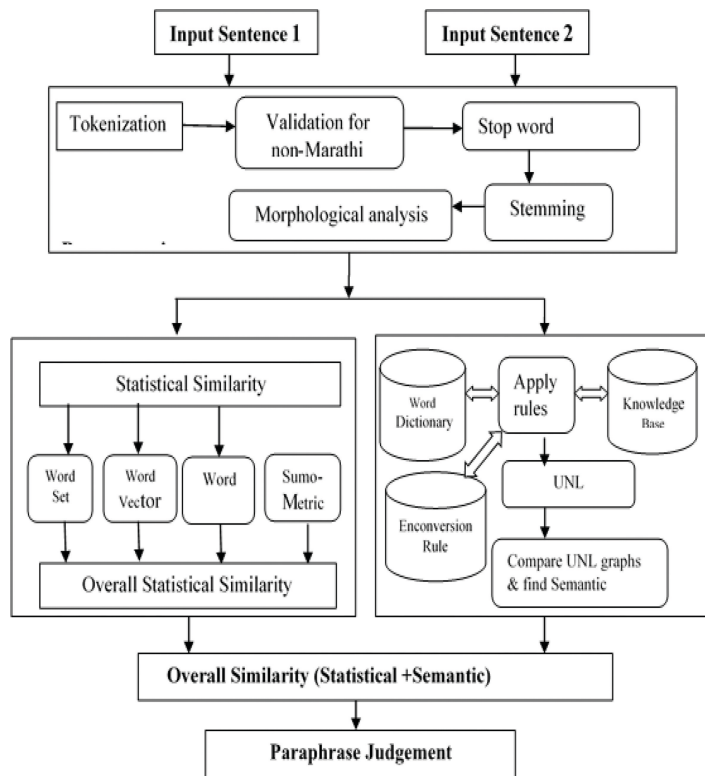 Input Sentence 1
Input Sentence 2
Tokenization
Validation for
non-Marathi
Stop word
Stemming
Morphological analysis
Statistical Similarity
Word
Set
Word
Vector
Word
Sumo-
Metric
Overall Statistical Similarity
Word
Dictionary
Apply
rules
Knowledge
Base
Enconversion
Rule
UNL
Compare UNL graphs
& find Semantic
Overall Similarity (Statistical +Semantic)
Paraphrase Judgement